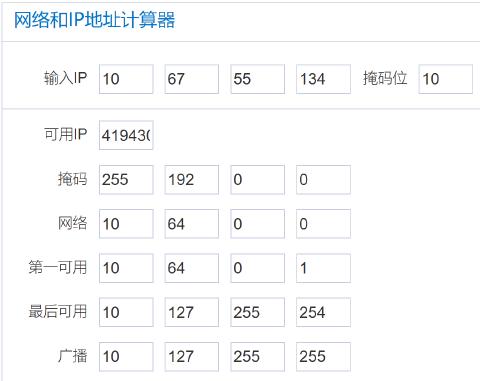 网络和IP地址计算器
输入IP 10 67 55 134 掩码位 10
可用IP 419430
掩码 255 192 0 0
网络 10 64 0 0
第一可用 10 64 0 1
最后可用 10 127 255 254
广播 10 127 255 255